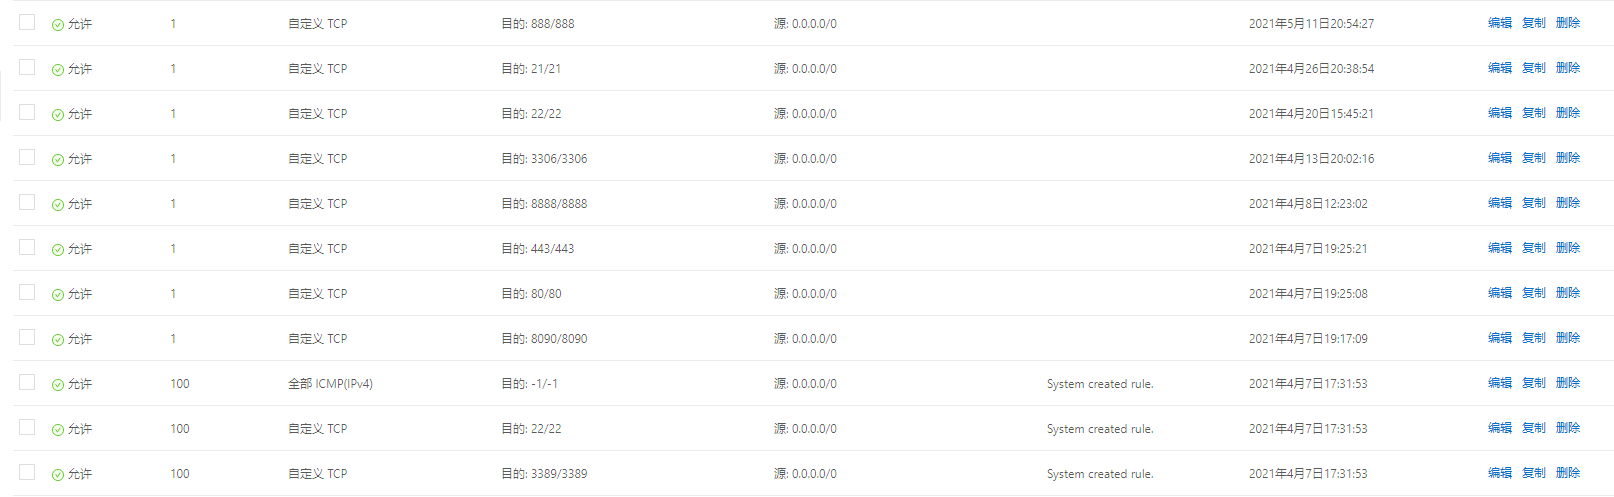 允许 1 自定义 TCP 目的: 888/888 源: 0.0.0.0/0 2021年5月11日20:54:27 编辑 复制 删除
允许 1 自定义 TCP 目的: 21/21 源: 0.0.0.0/0 2021年4月26日20:38:54 编辑 复制 删除
允许 1 自定义 TCP 目的: 22/22 源: 0.0.0.0/0 2021年4月20日15:45:21 编辑 复制 删除
允许 1 自定义 TCP 目的: 3306/3306 源: 0.0.0.0/0 2021年4月13日20:02:16 编辑 复制 删除
允许 1 自定义 TCP 目的: 8888/8888 源: 0.0.0.0/0 2021年4月8日12:23:02 编辑 复制 删除
允许 1 自定义 TCP 目的: 443/443 源: 0.0.0.0/0 2021年4月7日19:25:21 编辑 复制 删除
允许 1 自定义 TCP 目的: 80/80 源: 0.0.0.0/0 2021年4月7日19:25:08 编辑 复制 删除
允许 1 自定义 TCP 目的: 8090/8090 源: 0.0.0.0/0 2021年4月7日19:17:09 编辑 复制 删除
允许 100 全部 ICMP(IPv4) 目的: -1/-1 源: 0.0.0.0/0 System created rule. 2021年4月7日17:31:53 编辑 复制 删除
允许 100 自定义 TCP 目的: 22/22 源: 0.0.0.0/0 System created rule. 2021年4月7日17:31:53 编辑 复制 删除
允许 100 自定义 TCP 目的: 3389/3389 源: 0.0.0.0/0 System created rule. 2021年4月7日17:31:53 编辑 复制 删除